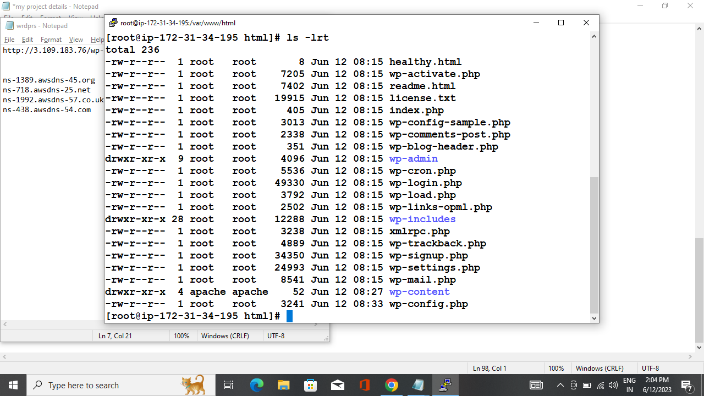 *my project details - Notepad
wrdprs - Notepad
File Edit Format View Help
http://3.109.183.76/wp-
ns-1389.awsdns-45.org
ns-718.awsdns-25.net
ns-1992.awsdns-57.co.uk
ns-438.awsdns-54.com
root@ip-172-31-34-195:/var/www/html
[root@ip-172-31-34-195 html]# ls -lrt
total 236
-rw-r--r-- 1 root root 8 Jun 12 08:15 healthy.html
-rw-r--r-- 1 root root 7205 Jun 12 08:15 wp-activate.php
-rw-r--r-- 1 root root 7402 Jun 12 08:15 readme.html
-rw-r--r-- 1 root root 19915 Jun 12 08:15 license.txt
-rw-r--r-- 1 root root 405 Jun 12 08:15 index.php
-rw-r--r-- 1 root root 3013 Jun 12 08:15 wp-config-sample.php
-rw-r--r-- 1 root root 2338 Jun 12 08:15 wp-comments-post.php
-rw-r--r-- 1 root root 351 Jun 12 08:15 wp-blog-header.php
drwxr-xr-x 9 root root 4096 Jun 12 08:15 wp-admin
-rw-r--r-- 1 root root 5536 Jun 12 08:15 wp-cron.php
-rw-r--r-- 1 root root 49330 Jun 12 08:15 wp-login.php
-rw-r--r-- 1 root root 3792 Jun 12 08:15 wp-load.php
-rw-r--r-- 1 root root 2502 Jun 12 08:15 wp-links-opml.php
drwxr-xr-x 28 root root 12288 Jun 12 08:15 wp-includes
-rw-r--r-- 1 root root 3238 Jun 12 08:15 xmlrpc.php
-rw-r--r-- 1 root root 4889 Jun 12 08:15 wp-trackback.php
-rw-r--r-- 1 root root 34350 Jun 12 08:15 wp-signup.php
-rw-r--r-- 1 root root 24993 Jun 12 08:15 wp-settings.php
-rw-r--r-- 1 root root 8541 Jun 12 08:15 wp-mail.php
drwxr-xr-x 4 apache apache 52 Jun 12 08:27 wp-content
-rw-r--r-- 1 root root 3241 Jun 12 08:33 wp-config.php
[root@ip-172-31-34-195 html]#
Ln 7, Col 21 100% Windows (CRLF) UTF-8
Ln 98, Col 1 100% Windows (CRLF) UTF-8
Type here to search
ENG
IN
2:04 PM
6/12/2023
7